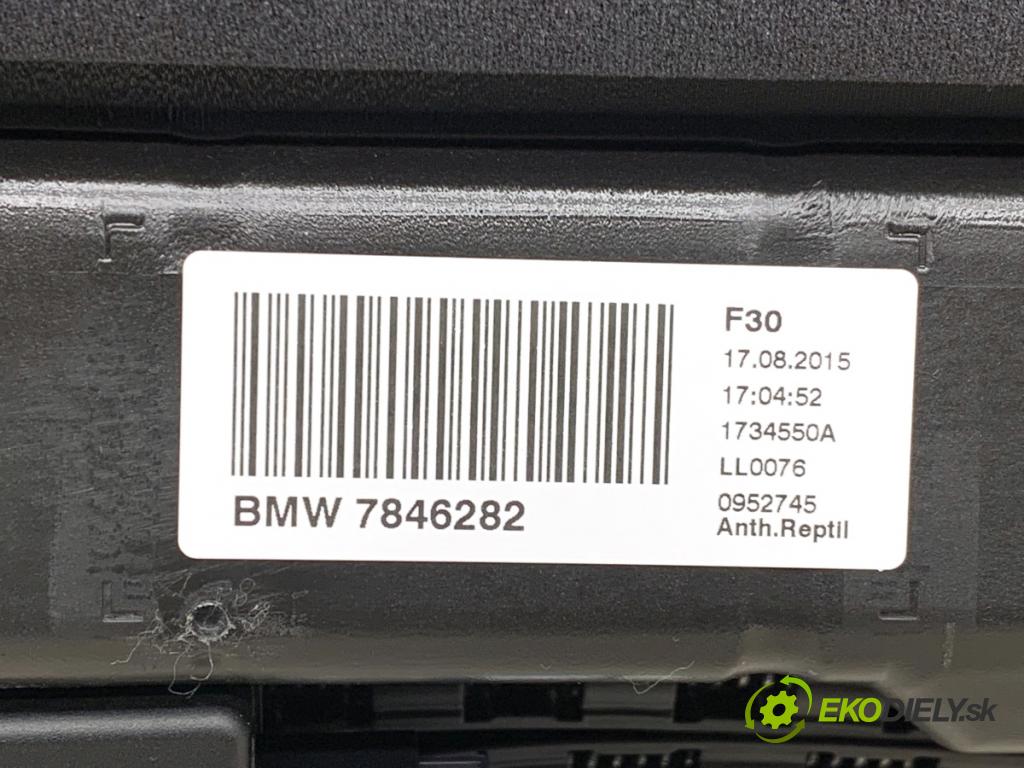 F30
17.08.2015
17:04:52
1734550A
LL0076
0952745
Anth.Reptil
BMW 7846282
EKODIELY.sk